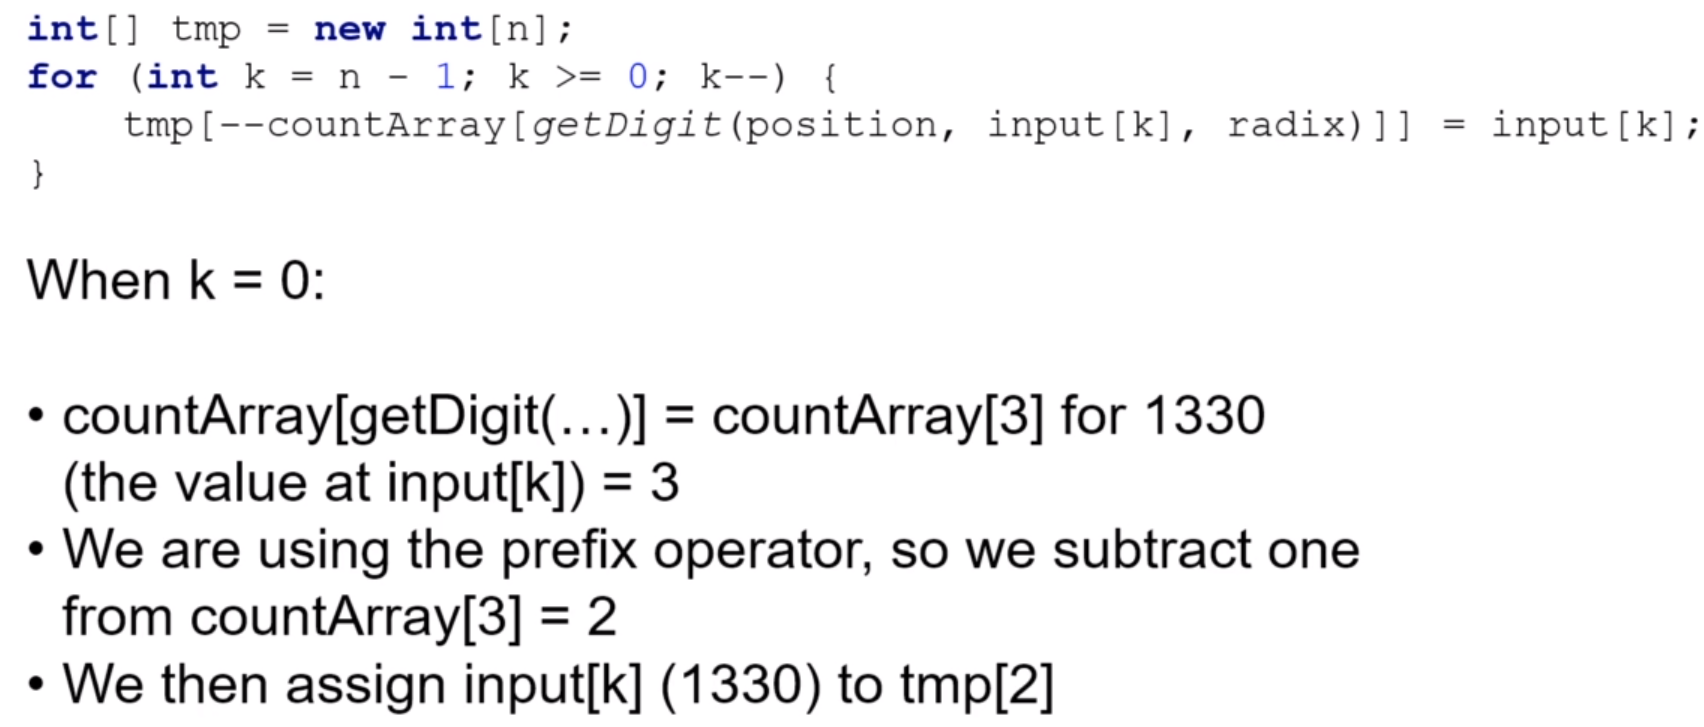 int[] tmp = new int[n];
for (int k = n - 1; k >= 0; k--) {
    tmp[--countArray[getDigit(position, input[k], radix)]] = input[k];
}
When k = 0:
• countArray[getDigit(…)] = countArray[3] for 1330
(the value at input[k]) = 3
• We are using the prefix operator, so we subtract one
from countArray[3] = 2
• We then assign input[k] (1330) to tmp[2]